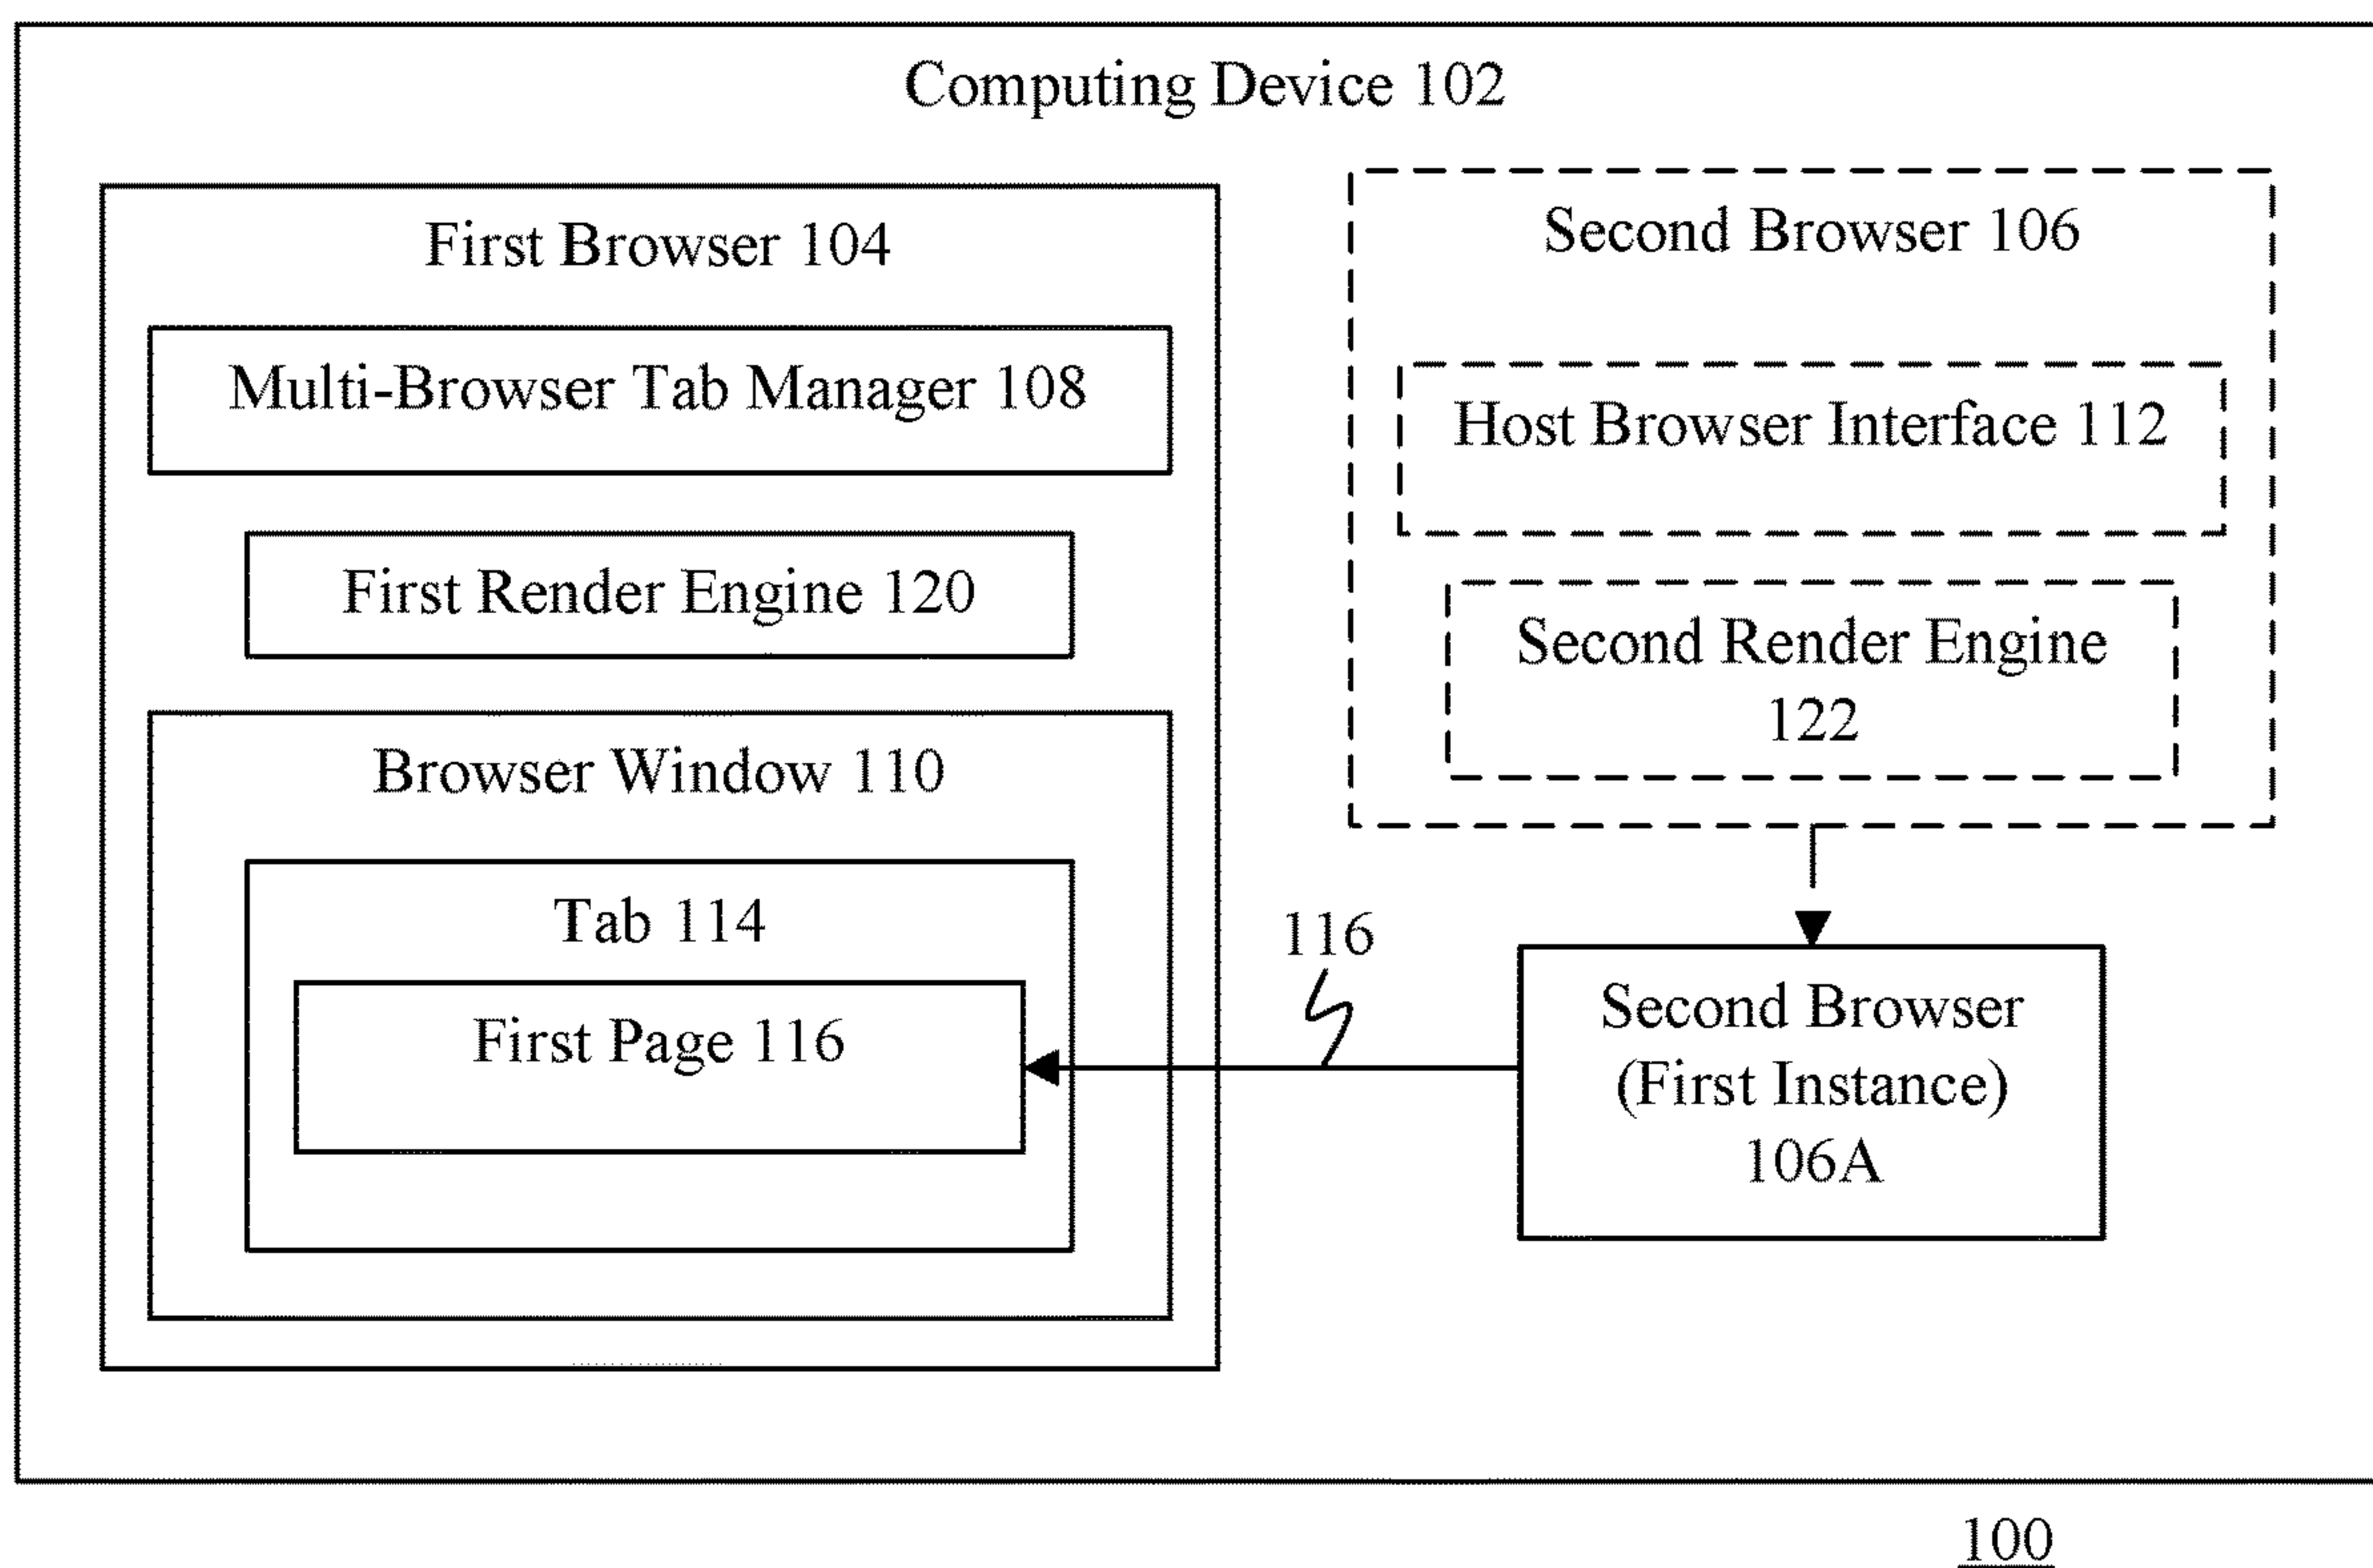 Computing Device 102
First Browser 104
Multi-Browser Tab Manager 108
First Render Engine 120
Browser Window 110
Tab 114
First Page 116
Second Browser 106
Host Browser Interface 112
Second Render Engine
122
116
Second Browser
(First Instance)
106A
100